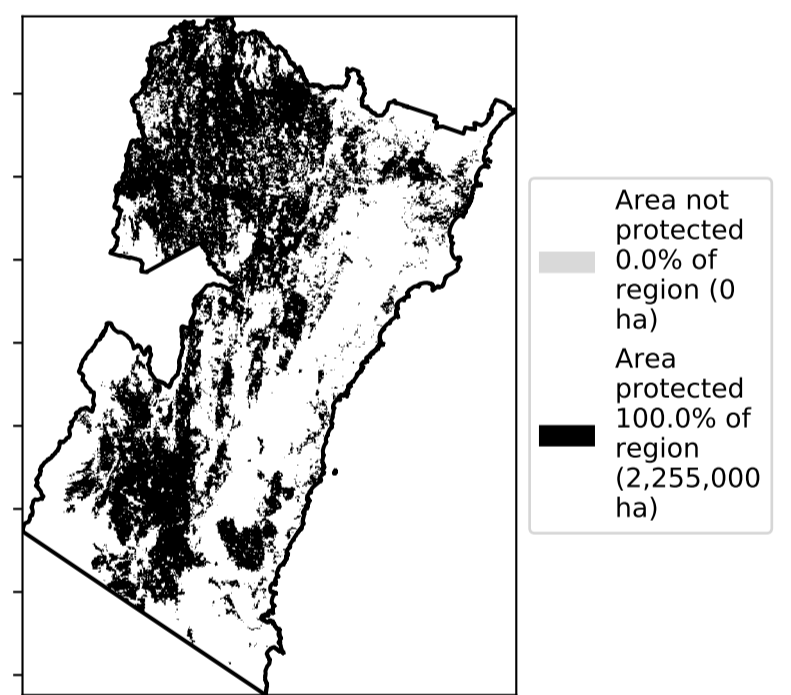 Area not
protected
0.0% of
region (0
ha)
Area
protected
100.0% of
region
(2,255,000
ha)